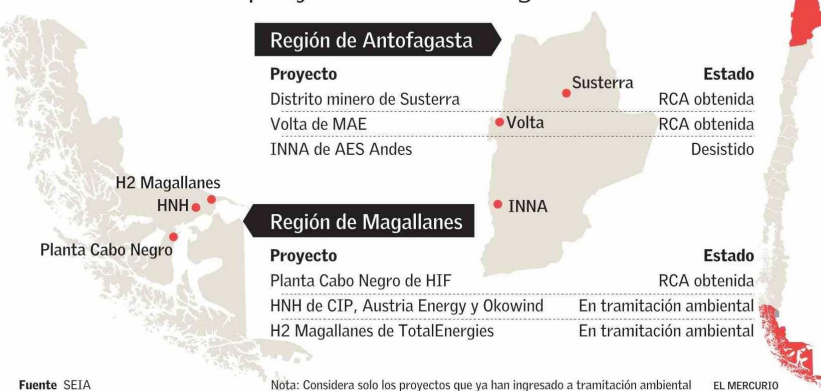 Región de Antofagasta
Proyecto Estado
Distrito minero de Susterra RCA obtenida
Volta de MAE RCA obtenida
INNA de AES Andes Desistido
Susterra
Volta
INNA
H2 Magallanes
HNH
Planta Cabo Negro
Región de Magallanes
Proyecto Estado
Planta Cabo Negro de HIF RCA obtenida
HNH de CIP, Austria Energy y Okowind En tramitación ambiental
H2 Magallanes de TotalEnergies En tramitación ambiental
Fuente SEIA
Nota: Considera solo los proyectos que ya han ingresado a tramitación ambiental
EL MERCURIO